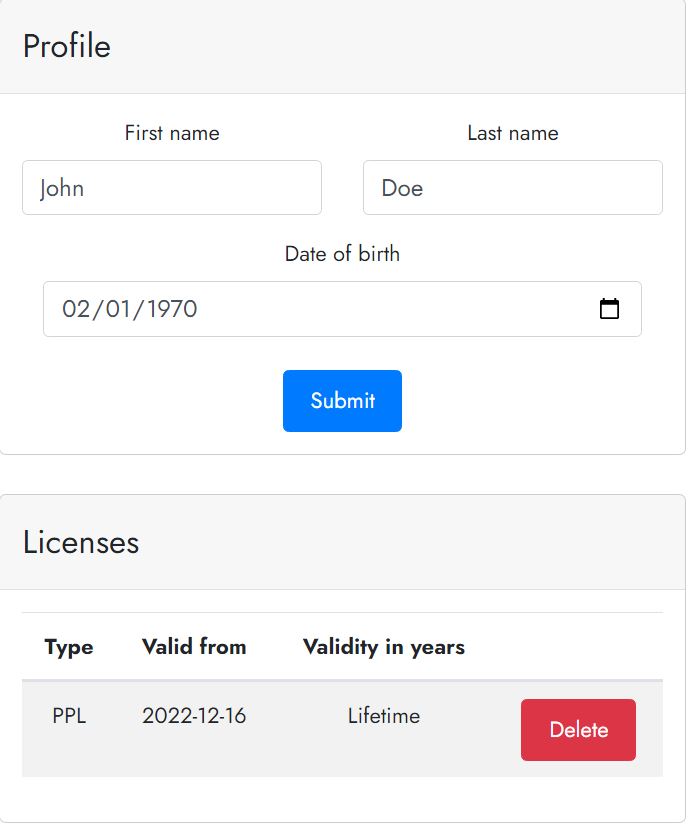 Profile
First name Last name
John Doe
Date of birth
02/01/1970
Submit
Licenses
Type Valid from Validity in years
PPL 2022-12-16 Lifetime Delete